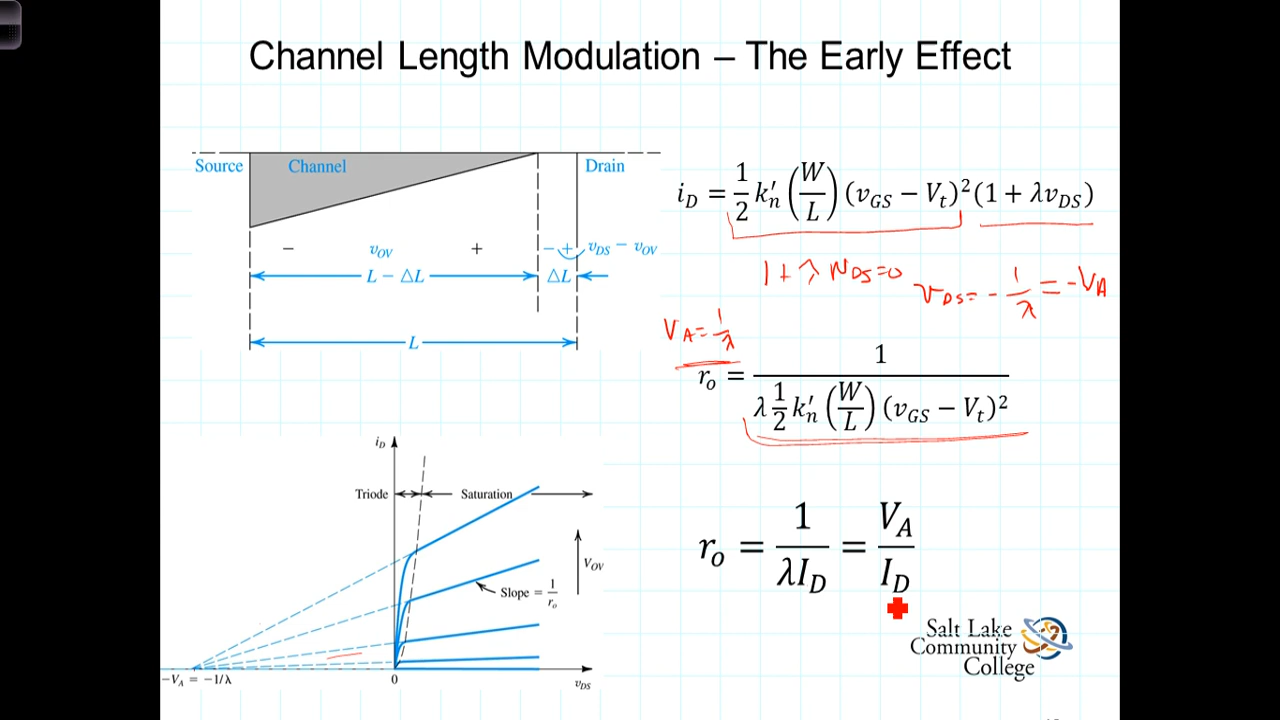 Channel Length Modulation – The Early Effect
Source Channel Drain
− v_OV + − + v_DS − v_OV
L − △L △L
L
i_D = 1/2 k′_n (W/L) (v_GS − V_t)² (1 + λv_DS)
1 + λ v_DS = 0
v_DS = − 1/λ = −V_A
V_A = 1/λ
r_o = 1 / (λ 1/2 k′_n (W/L) (v_GS − V_t)²)
i_D
Triode Saturation
V_OV
Slope = 1/r_o
−V_A = −1/λ 0 v_DS
r_o = 1/(λI_D) = V_A/I_D
Salt Lake
Community
College